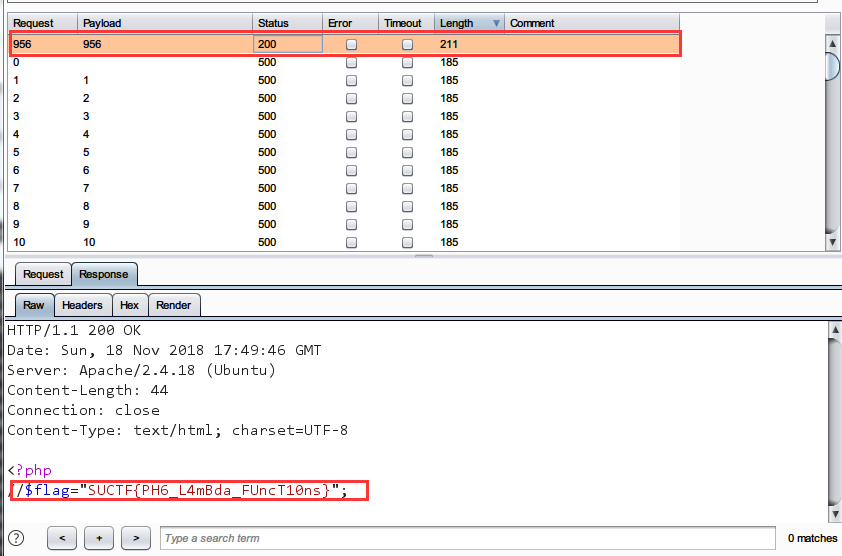 Request Payload Status Error Timeout Length Comment
956 956 200 211
0 500 185
1 1 500 185
2 2 500 185
3 3 500 185
4 4 500 185
5 5 500 185
6 6 500 185
7 7 500 185
8 8 500 185
9 9 500 185
10 10 500 185
Request Response
Raw Headers Hex Render
HTTP/1.1 200 OK
Date: Sun, 18 Nov 2018 17:49:46 GMT
Server: Apache/2.4.18 (Ubuntu)
Content-Length: 44
Connection: close
Content-Type: text/html; charset=UTF-8
<?php
//$flag="SUCTF{PH6_L4mBda_FUncT10ns}";
? < + > Type a search term 0 matches